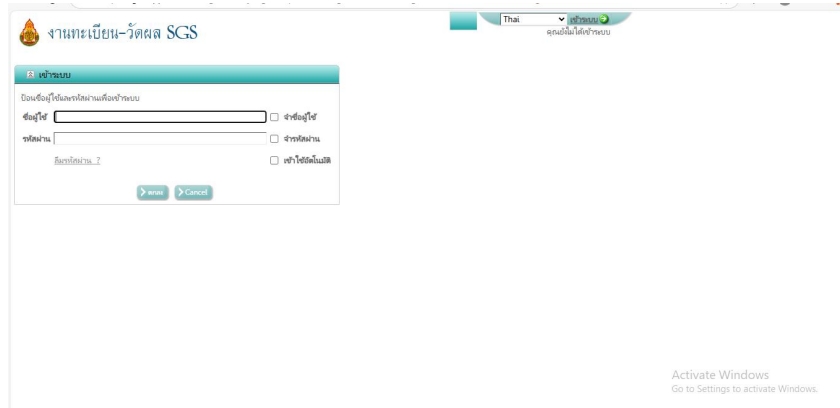 งานทะเบียน-วัดผล SGS
Thai
เข้าระบบ
คุณยังไม่ได้เข้าระบบ
เข้าระบบ
ป้อนชื่อผู้ใช้และรหัสผ่านเพื่อเข้าระบบ
ชื่อผู้ใช้
จำชื่อผู้ใช้
รหัสผ่าน
จำรหัสผ่าน
ลืมรหัสผ่าน ?
เข้าใช้อัตโนมัติ
ตกลง
Cancel
Activate Windows
Go to Settings to activate Windows.